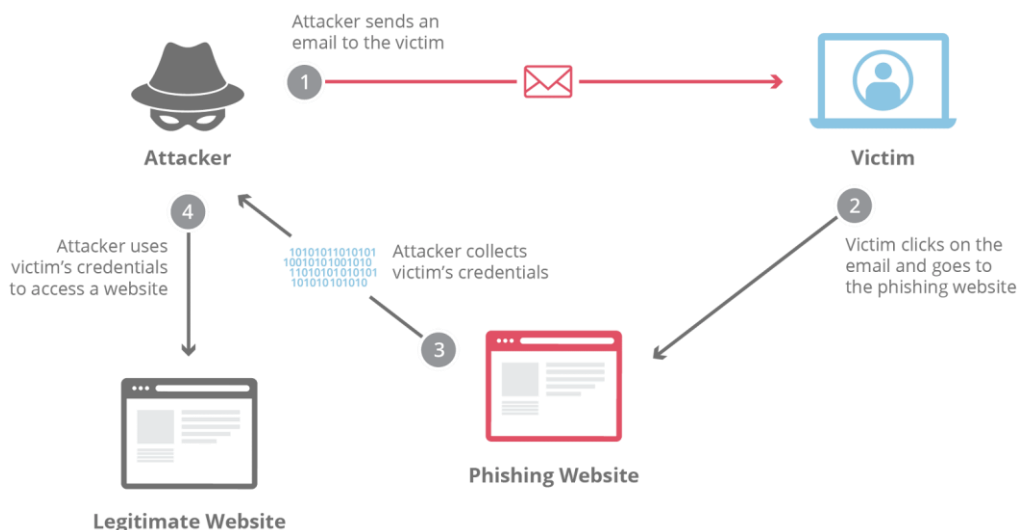 Attacker sends an
email to the victim
1
Attacker
Victim
4
2
Attacker uses
victim's credentials
to access a website
10101011010101
10010101001010
11010101010101
101010101010
Attacker collects
victim's credentials
Victim clicks on the
email and goes to
the phishing website
3
Phishing Website
Legitimate Website